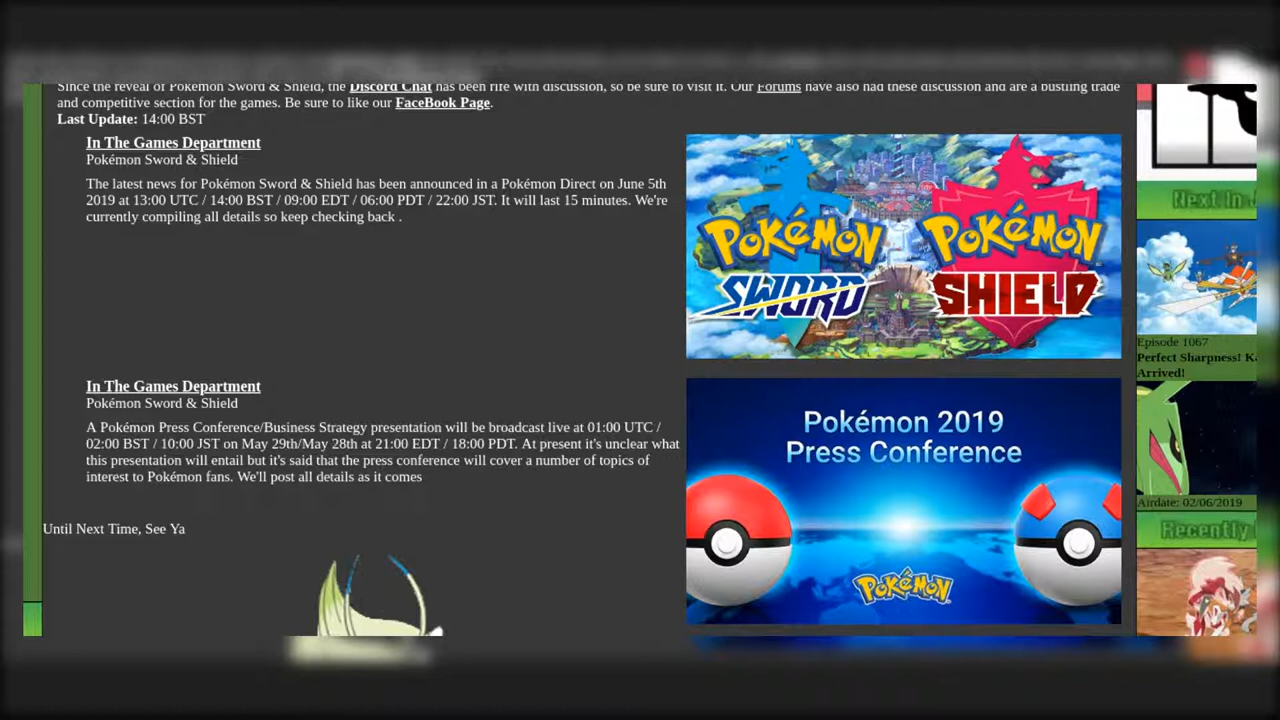 Since the reveal of Pokémon Sword & Shield, the Discord Chat has been rife with discussion, so be sure to visit it. Our Forums have also had these discussion and are a bustling trade
and competitive section for the games. Be sure to like our FaceBook Page.
Last Update: 14:00 BST
In The Games Department
Pokémon Sword & Shield
The latest news for Pokémon Sword & Shield has been announced in a Pokémon Direct on June 5th
2019 at 13:00 UTC / 14:00 BST / 09:00 EDT / 06:00 PDT / 22:00 JST. It will last 15 minutes. We're
currently compiling all details so keep checking back .
POKÉMON
SWORD
POKÉMON
SHIELD
Next In
Episode 1067
Perfect Sharpness!
Arrived!
Airdate: 02/06/2019
Recently
In The Games Department
Pokémon Sword & Shield
A Pokémon Press Conference/Business Strategy presentation will be broadcast live at 01:00 UTC /
02:00 BST / 10:00 JST on May 29th/May 28th at 21:00 EDT / 18:00 PDT. At present it's unclear what
this presentation will entail but it's said that the press conference will cover a number of topics of
interest to Pokémon fans. We'll post all details as it comes
Pokémon 2019
Press Conference
POKÉMON
Until Next Time, See Ya